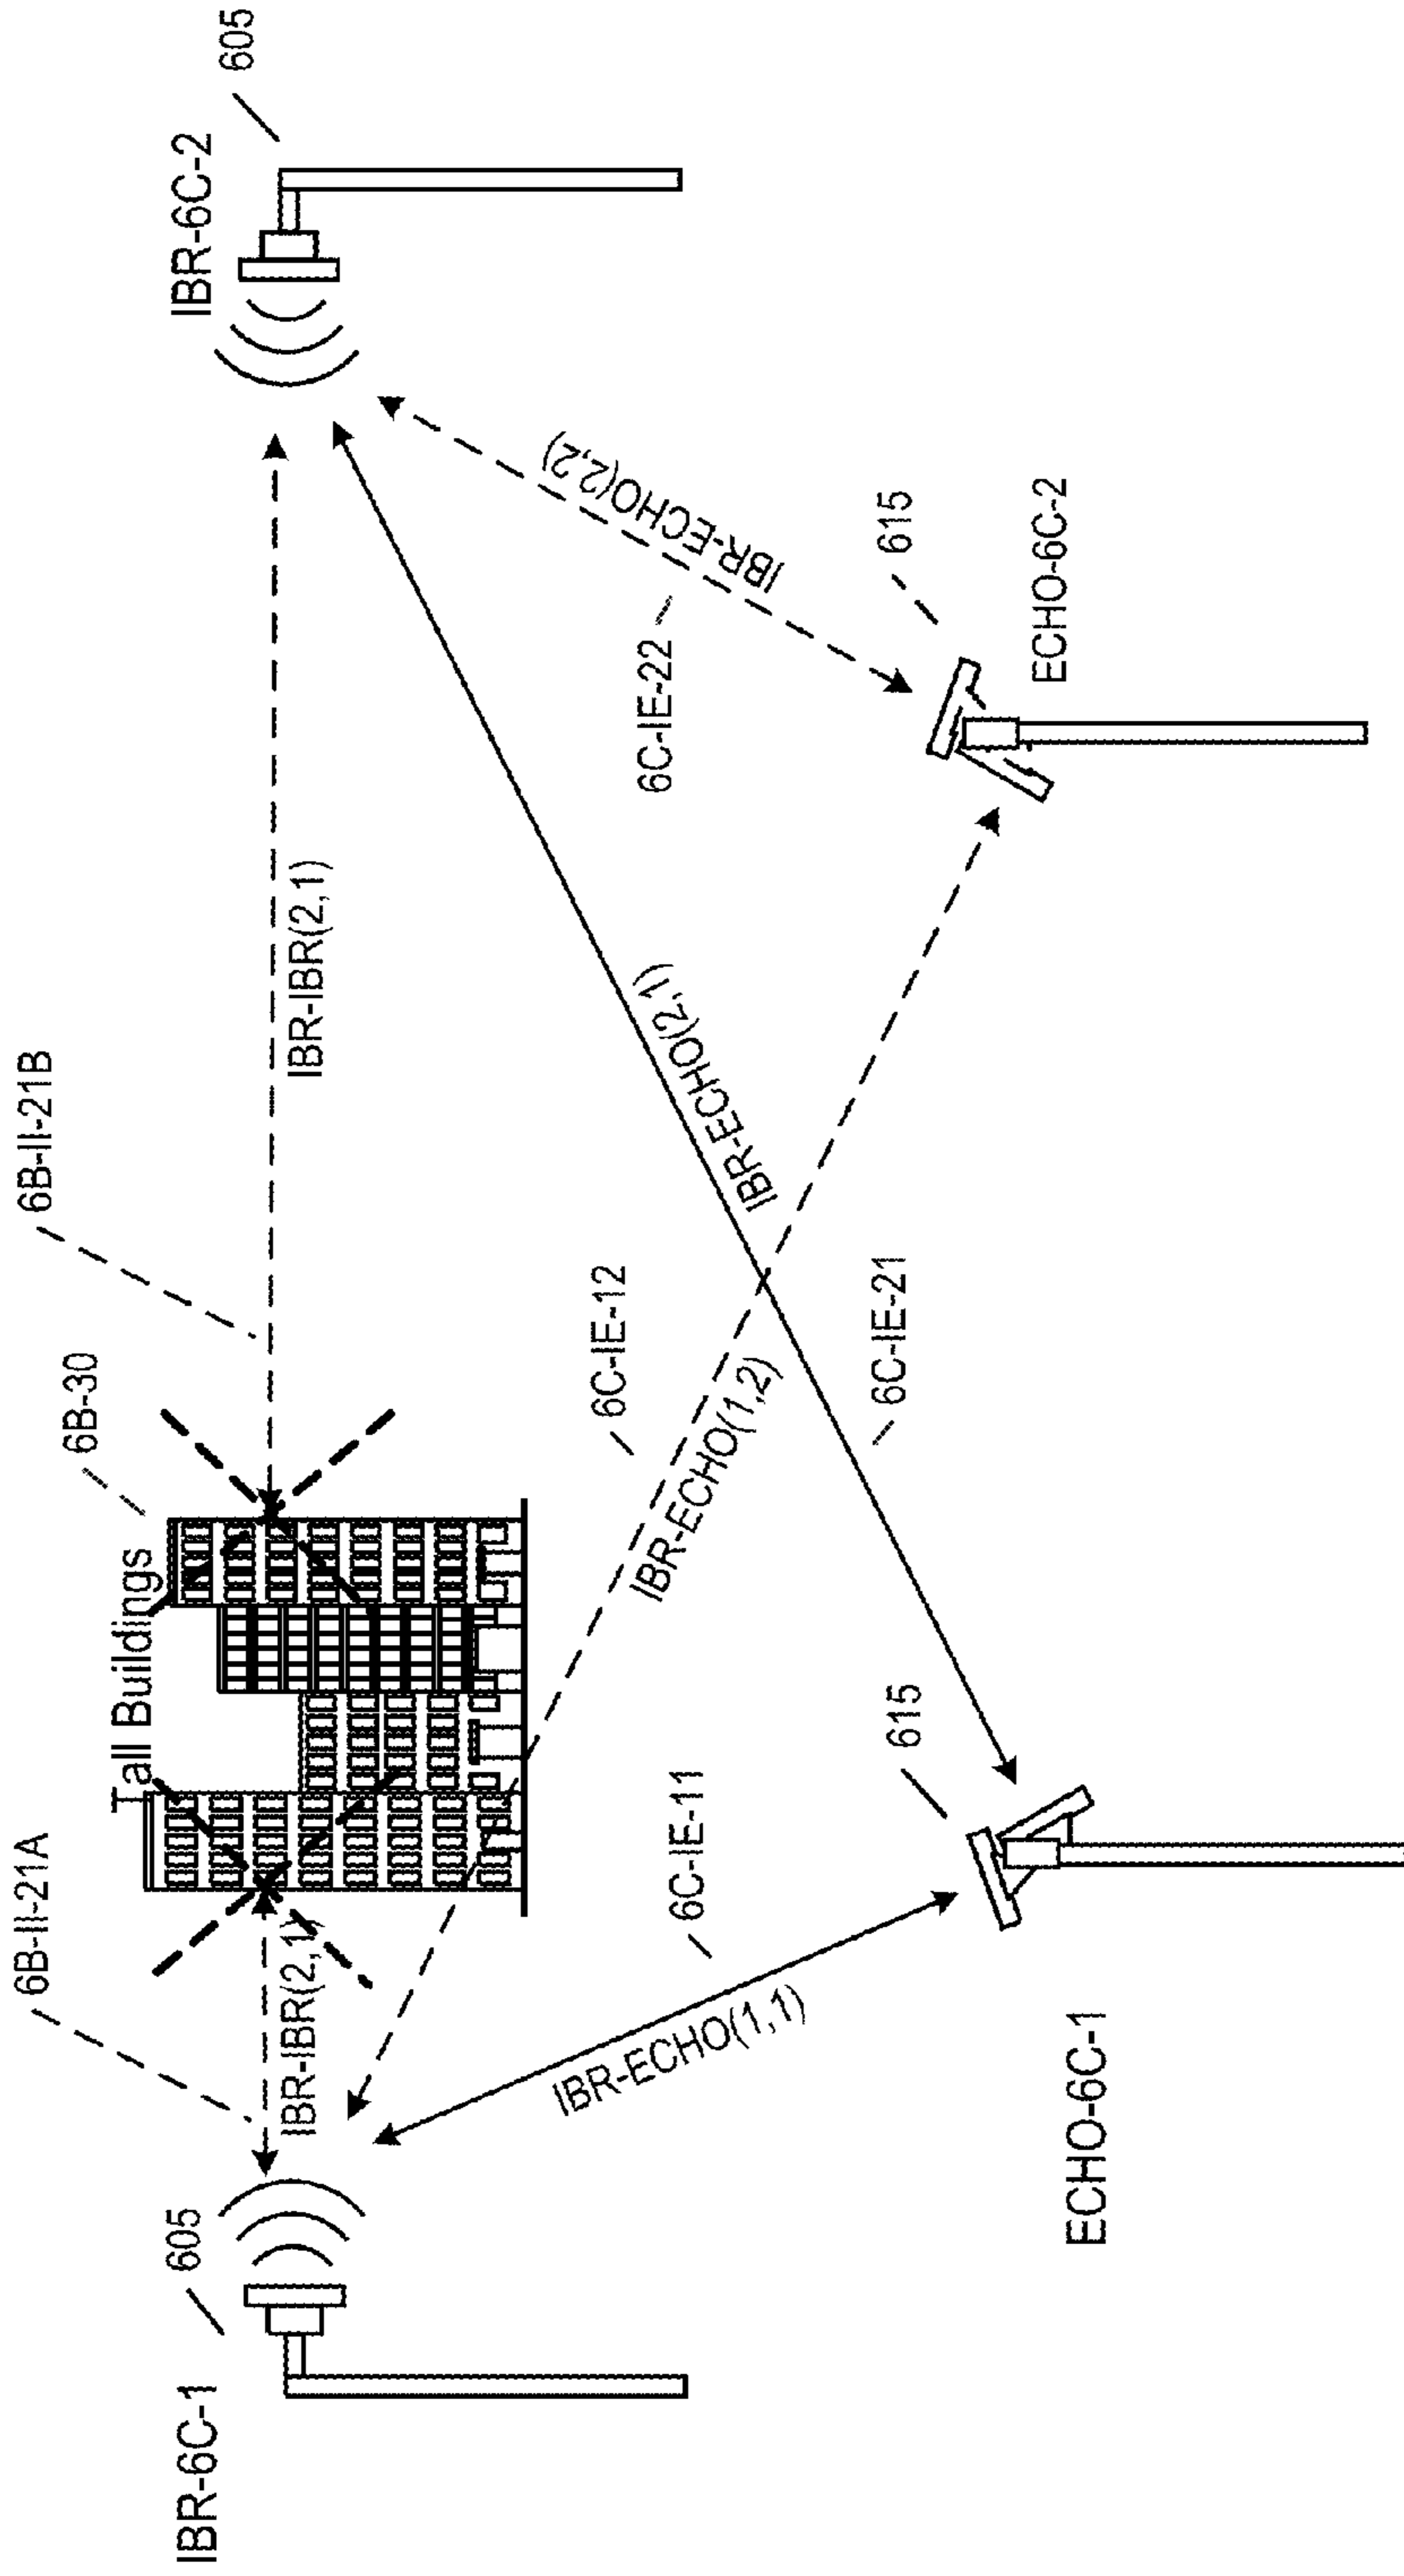 IBR-6C-1
605
6B-II-21A
IBR-IBR(2,1)
Tall Buildings
6B-30
6B-II-21B
IBR-IBR(2,1)
IBR-6C-2
605
6C-IE-11
IBR-ECHO(1,1)
6C-IE-12
IBR-ECHO(1,2)
IBR-ECHO(2,1)
6C-IE-21
6C-IE-22
IBR-ECHO(2,2)
615
ECHO-6C-1
615
ECHO-6C-2